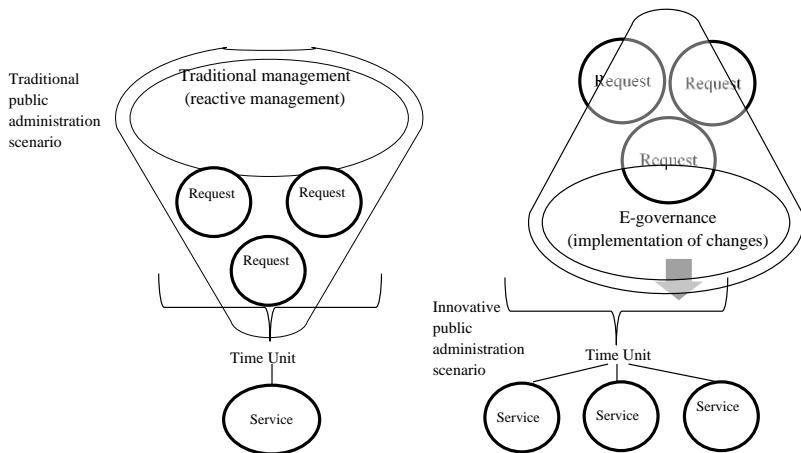 Traditional
public
administration
scenario
Traditional management
(reactive management)
Request
Request
Request
Time Unit
Service
Request
Request
Request
E-governance
(implementation of changes)
Innovative
public
administration
scenario
Time Unit
Service
Service
Service